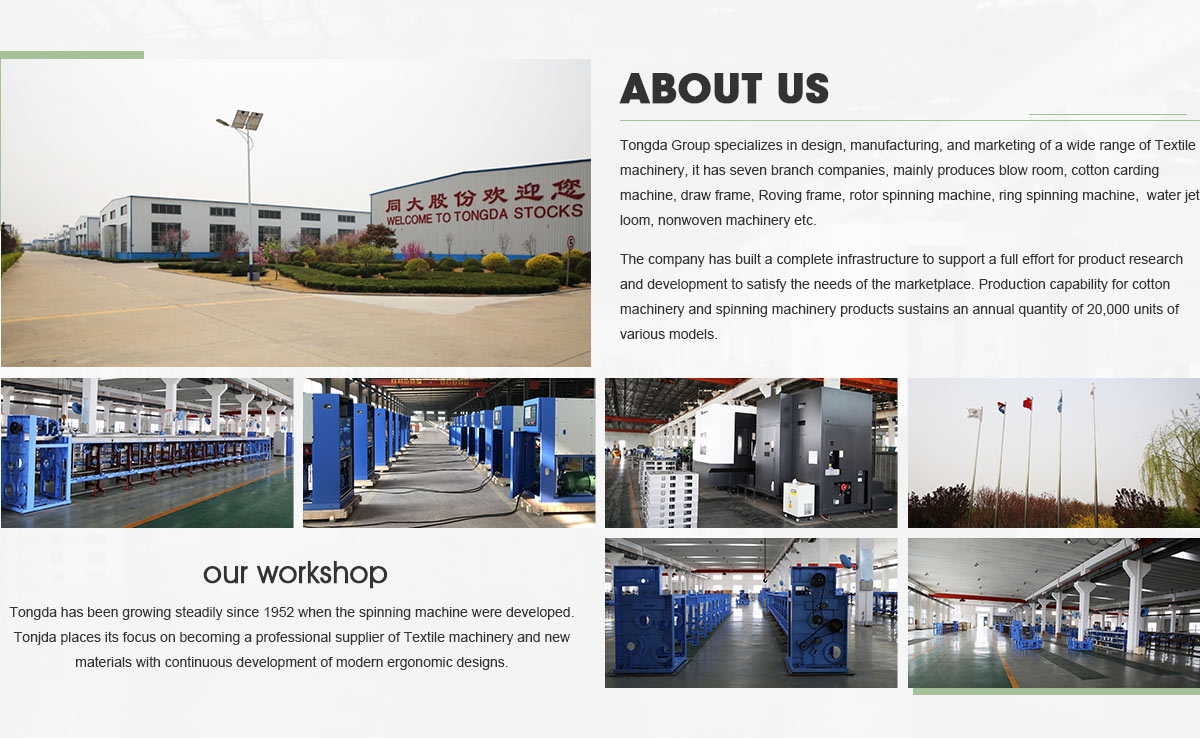 ABOUT US
Tongda Group specializes in design, manufacturing, and marketing of a wide range of Textile
machinery, it has seven branch companies, mainly produces blow room, cotton carding
machine, draw frame, Roving frame, rotor spinning machine, ring spinning machine, water jet
loom, nonwoven machinery etc.
The company has built a complete infrastructure to support a full effort for product research
and development to satisfy the needs of the marketplace. Production capability for cotton
machinery and spinning machinery products sustains an annual quantity of 20,000 units of
various models.
同大股份欢迎您
WELCOME TO TONGDA STOCKS
our workshop
Tongda has been growing steadily since 1952 when the spinning machine were developed.
Tonjda places its focus on becoming a professional supplier of Textile machinery and new
materials with continuous development of modern ergonomic designs.